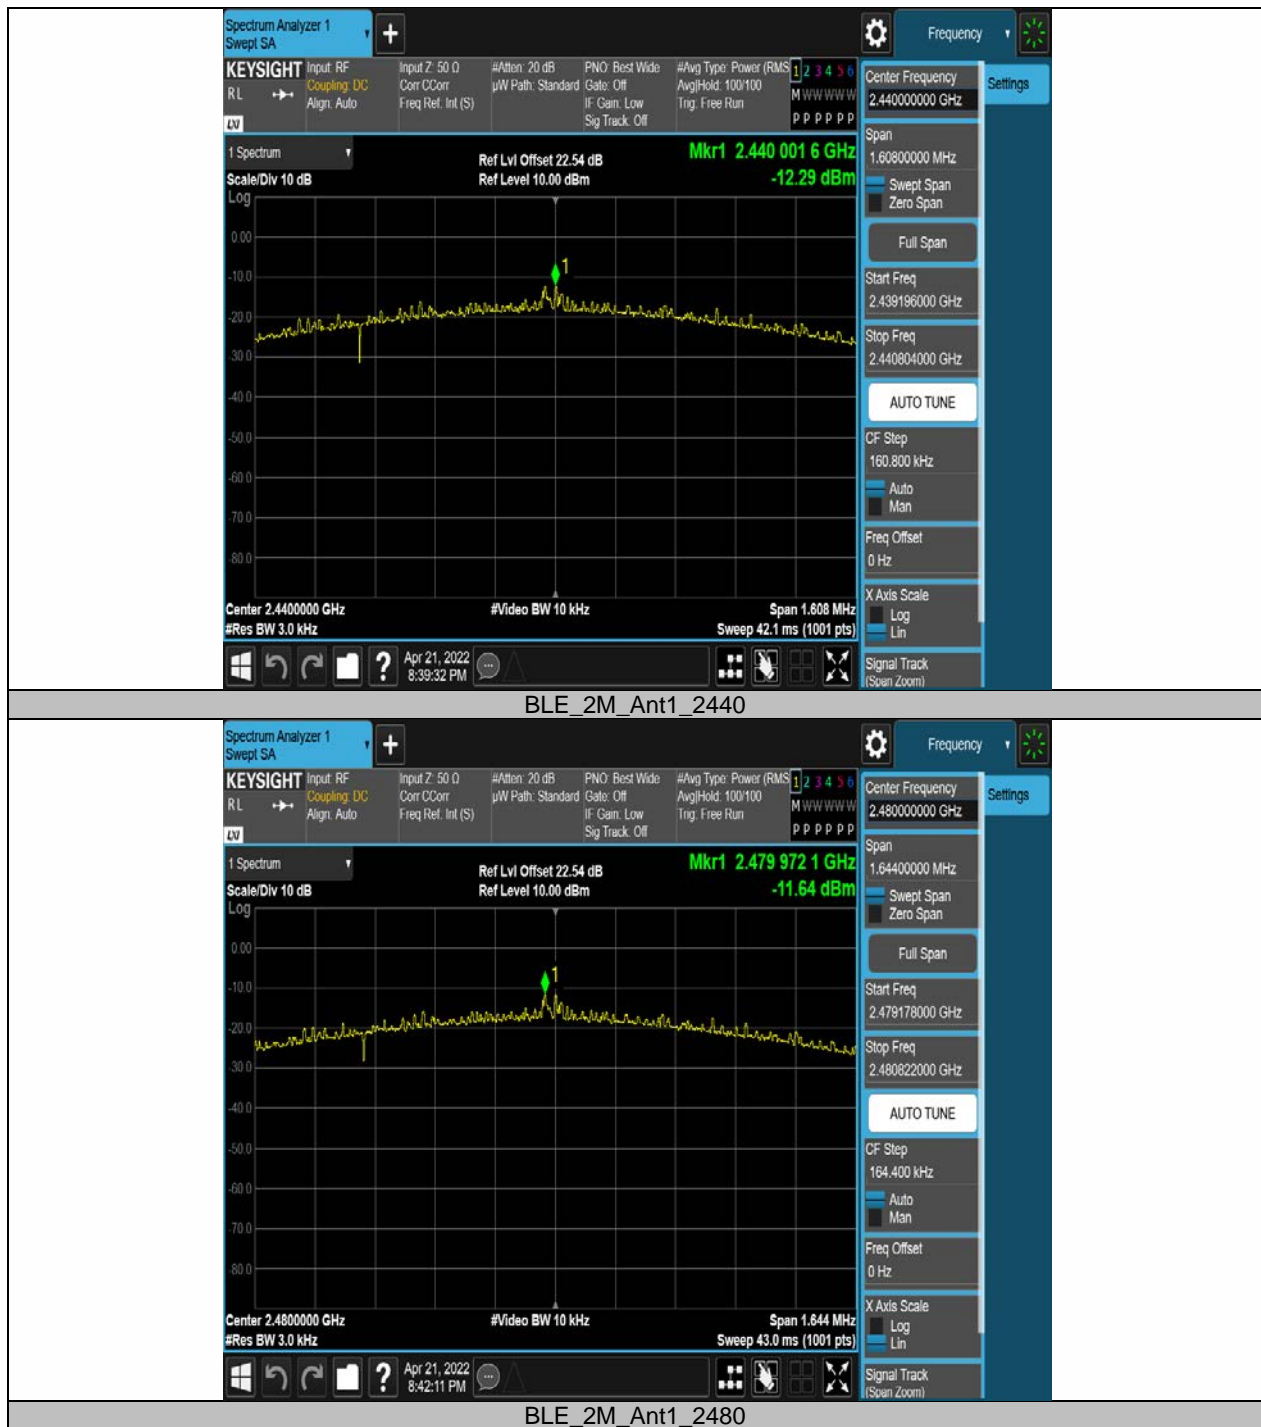 Spectrum Analyzer 1
Swept SA
+
Frequency
KEYSIGHT
RL
LXI
Input: RF
Coupling: DC
Align: Auto
Input Z: 50 Ω
Corr CCorr
Freq Ref: Int (S)
#Atten: 20 dB
µW Path: Standard
PNO: Best Wide
Gate: Off
IF Gain: Low
Sig Track: Off
#Avg Type: Power (RMS
Avg|Hold: 100/100
Trig: Free Run
1 2 3 4 5 6
M W W W W W
P P P P P P
1 Spectrum
Scale/Div 10 dB
Ref Lvl Offset 22.54 dB
Ref Level 10.00 dBm
Mkr1 2.440 001 6 GHz
-12.29 dBm
Log
0.00
-10.0
-20.0
-30.0
-40.0
-50.0
-60.0
-70.0
-80.0
1
Center 2.4400000 GHz
#Res BW 3.0 kHz
#Video BW 10 kHz
Span 1.608 MHz
Sweep 42.1 ms (1001 pts)
Center Frequency
2.440000000 GHz
Settings
Span
1.60800000 MHz
Swept Span
Zero Span
Full Span
Start Freq
2.439196000 GHz
Stop Freq
2.440804000 GHz
AUTO TUNE
CF Step
160.800 kHz
Auto
Man
Freq Offset
0 Hz
X Axis Scale
Log
Lin
Signal Track
(Span Zoom)
?
Apr 21, 2022
8:39:32 PM
BLE_2M_Ant1_2440
Spectrum Analyzer 1
Swept SA
+
Frequency
KEYSIGHT
RL
LXI
Input: RF
Coupling: DC
Align: Auto
Input Z: 50 Ω
Corr CCorr
Freq Ref: Int (S)
#Atten: 20 dB
µW Path: Standard
PNO: Best Wide
Gate: Off
IF Gain: Low
Sig Track: Off
#Avg Type: Power (RMS
Avg|Hold: 100/100
Trig: Free Run
1 2 3 4 5 6
M W W W W W
P P P P P P
1 Spectrum
Scale/Div 10 dB
Ref Lvl Offset 22.54 dB
Ref Level 10.00 dBm
Mkr1 2.479 972 1 GHz
-11.64 dBm
Log
0.00
-10.0
-20.0
-30.0
-40.0
-50.0
-60.0
-70.0
-80.0
1
Center 2.4800000 GHz
#Res BW 3.0 kHz
#Video BW 10 kHz
Span 1.644 MHz
Sweep 43.0 ms (1001 pts)
Center Frequency
2.480000000 GHz
Settings
Span
1.64400000 MHz
Swept Span
Zero Span
Full Span
Start Freq
2.479178000 GHz
Stop Freq
2.480822000 GHz
AUTO TUNE
CF Step
164.400 kHz
Auto
Man
Freq Offset
0 Hz
X Axis Scale
Log
Lin
Signal Track
(Span Zoom)
?
Apr 21, 2022
8:42:11 PM
BLE_2M_Ant1_2480